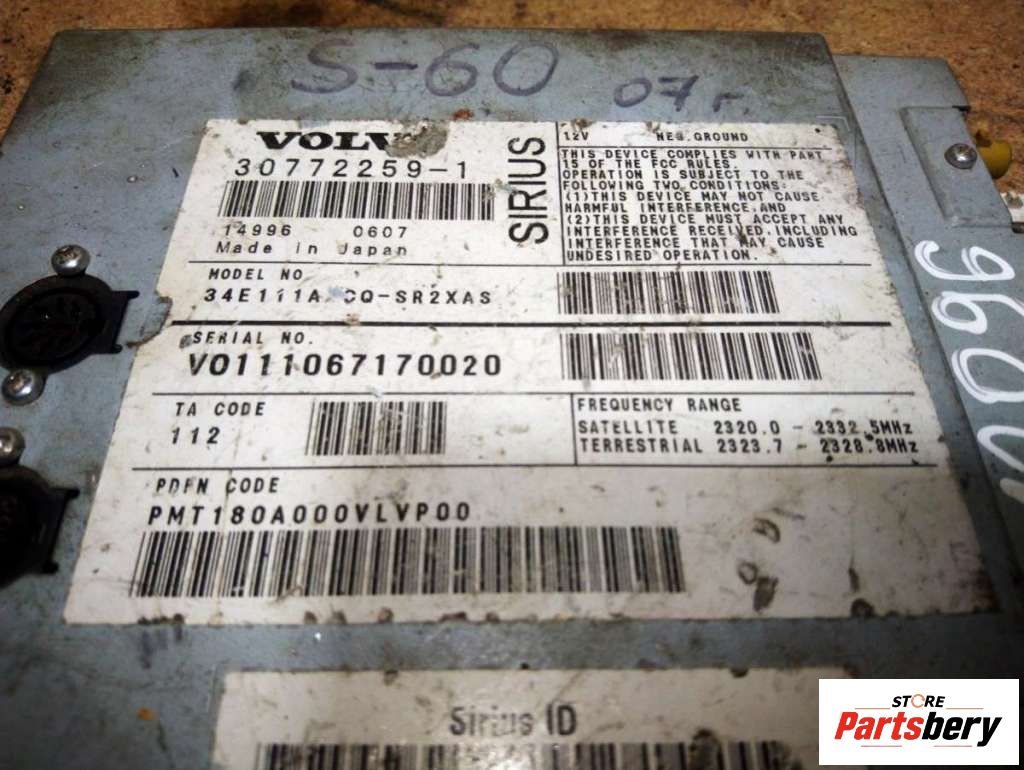 S-60
07г.
VOLV
30772259-1
14996 0607
Made in Japan
SIRIUS
12V NEG.GROUND
THIS DEVICE COMPLIES WITH PART
15 OF THE FCC RULES.
OPERATION IS SUBJECT TO THE
FOLLOWING TWO CONDITIONS:
(1)THIS DEVICE MAY NOT CAUSE
HARMFUL INTERFERENCE,AND
(2)THIS DEVICE MUST ACCEPT ANY
INTERFERENCE RECEIVED,INCLUDING
INTERFERENCE THAT MAY CAUSE
UNDESIRED OPERATION.
MODEL NO
34E111A CQ-SR2XAS
SERIAL NO.
VO111067170020
TA CODE
112
FREQUENCY RANGE
SATELLITE 2320.0 - 2332.5MHz
TERRESTRIAL 2323.7 - 2328.8MHz
PDFN CODE
PMT180A000VLVP00
Sirius ID
STORE
Partsbery